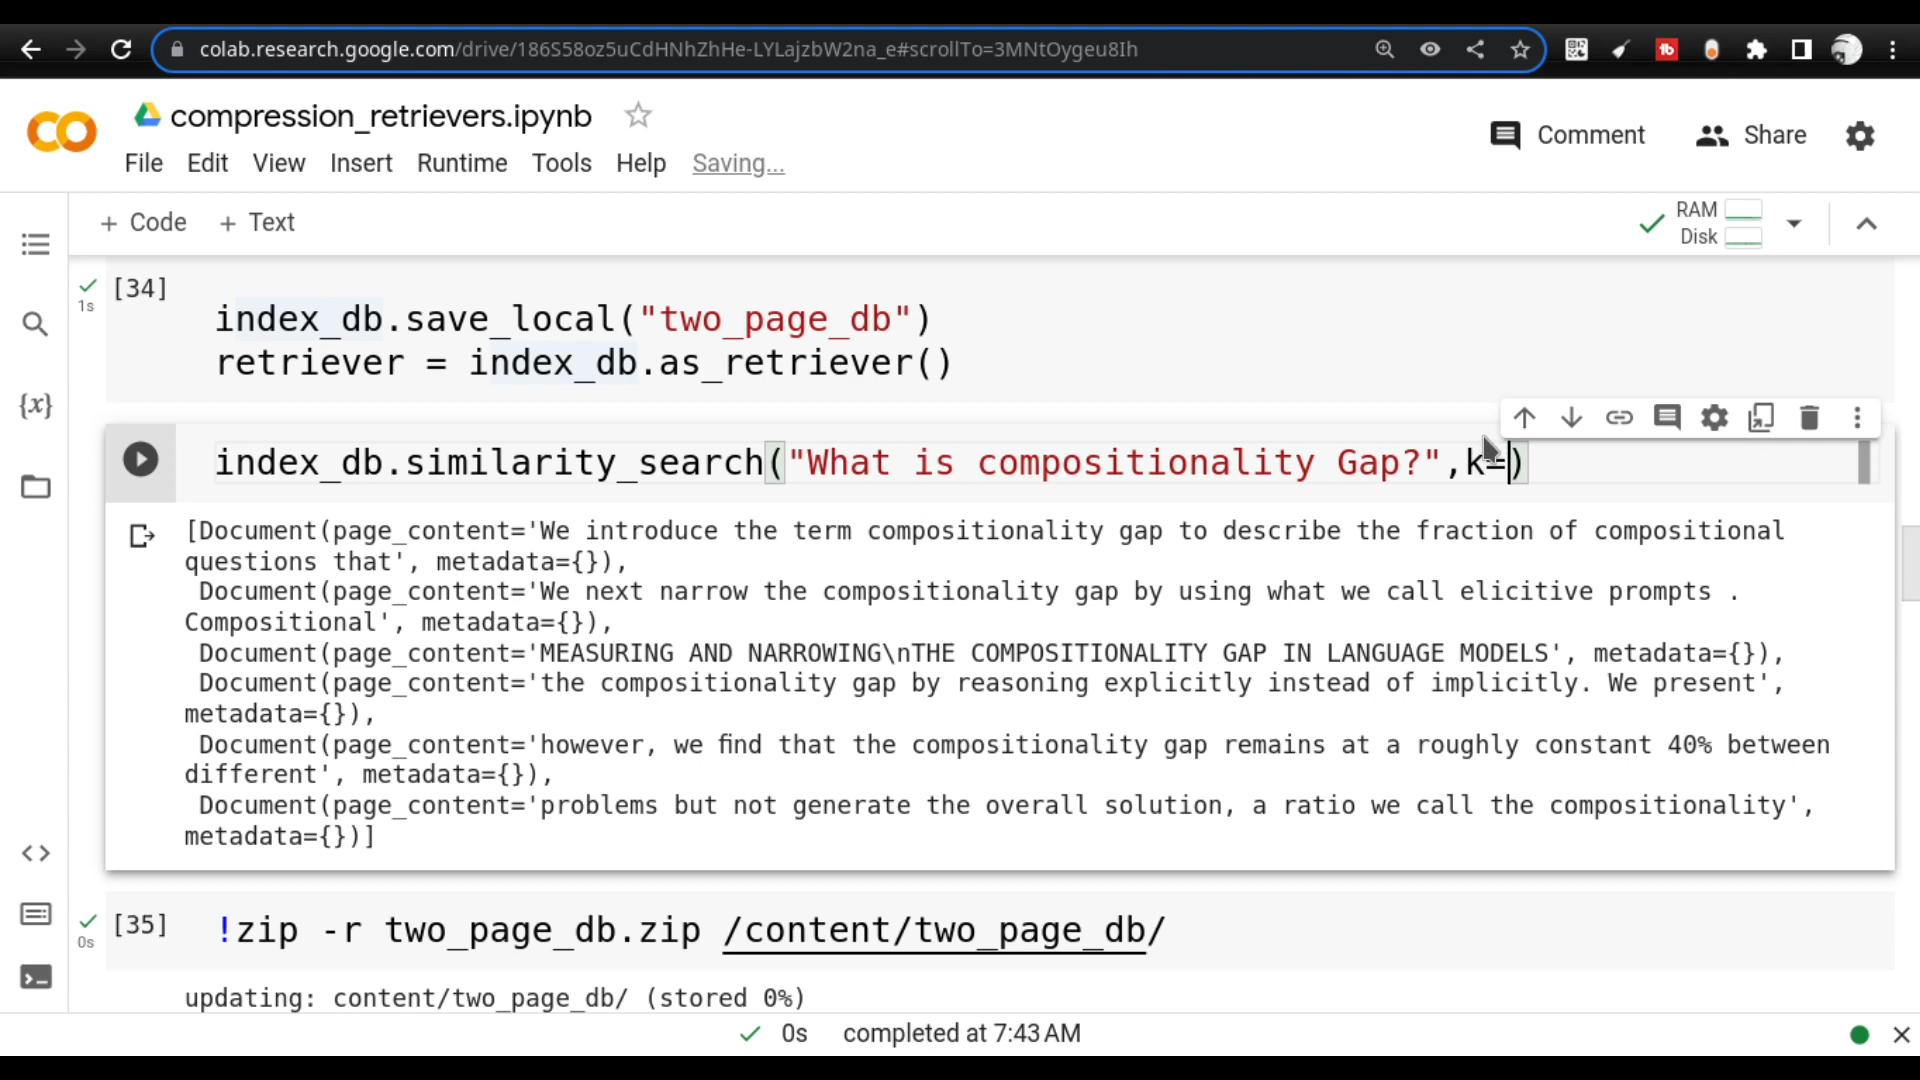 colab.research.google.com/drive/186S58oz5uCdHNhZhHe-LYLajzbW2na_e#scrollTo=3MNtOygeu8Ih
tb
CO
compression_retrievers.ipynb
Comment
Share
File Edit View Insert Runtime Tools Help Saving...
+ Code + Text
RAM
Disk
{x}
[34]
1s
index_db.save_local("two_page_db")
retriever = index_db.as_retriever()
index_db.similarity_search("What is compositionality Gap?",k=)
[Document(page_content='We introduce the term compositionality gap to describe the fraction of compositional
questions that', metadata={}),
Document(page_content='We next narrow the compositionality gap by using what we call elicitive prompts .
Compositional', metadata={}),
Document(page_content='MEASURING AND NARROWING\nTHE COMPOSITIONALITY GAP IN LANGUAGE MODELS', metadata={}),
Document(page_content='the compositionality gap by reasoning explicitly instead of implicitly. We present',
metadata={}),
Document(page_content='however, we find that the compositionality gap remains at a roughly constant 40% between
different', metadata={}),
Document(page_content='problems but not generate the overall solution, a ratio we call the compositionality',
metadata={})]
[35]
0s
!zip -r two_page_db.zip /content/two_page_db/
updating: content/two_page_db/ (stored 0%)
0s completed at 7:43 AM